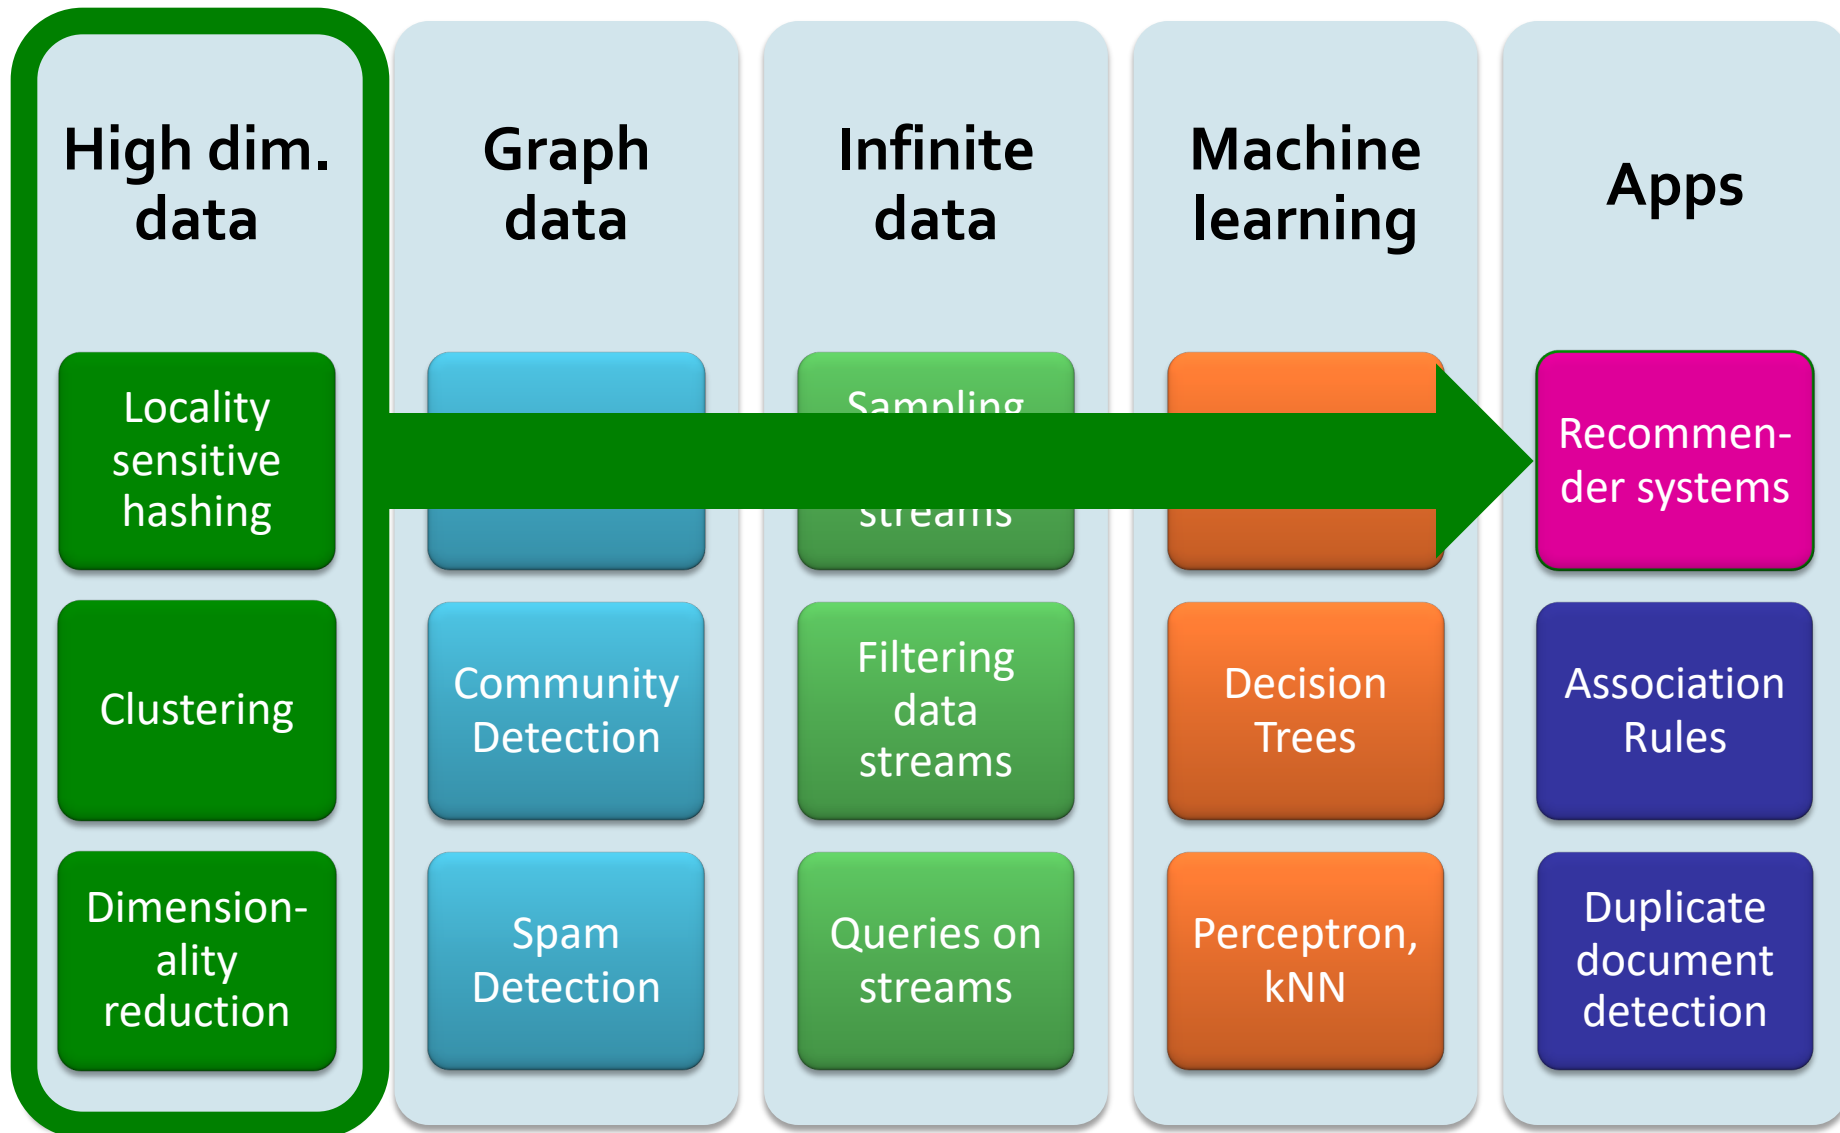 High dim.
data
Locality
sensitive
hashing
Clustering
Dimension-
ality
reduction
Graph
data
Community
Detection
Spam
Detection
Infinite
data
Sampling
streams
Filtering
data
streams
Queries on
streams
Machine
learning
Decision
Trees
Perceptron,
kNN
Apps
Recommen-
der systems
Association
Rules
Duplicate
document
detection